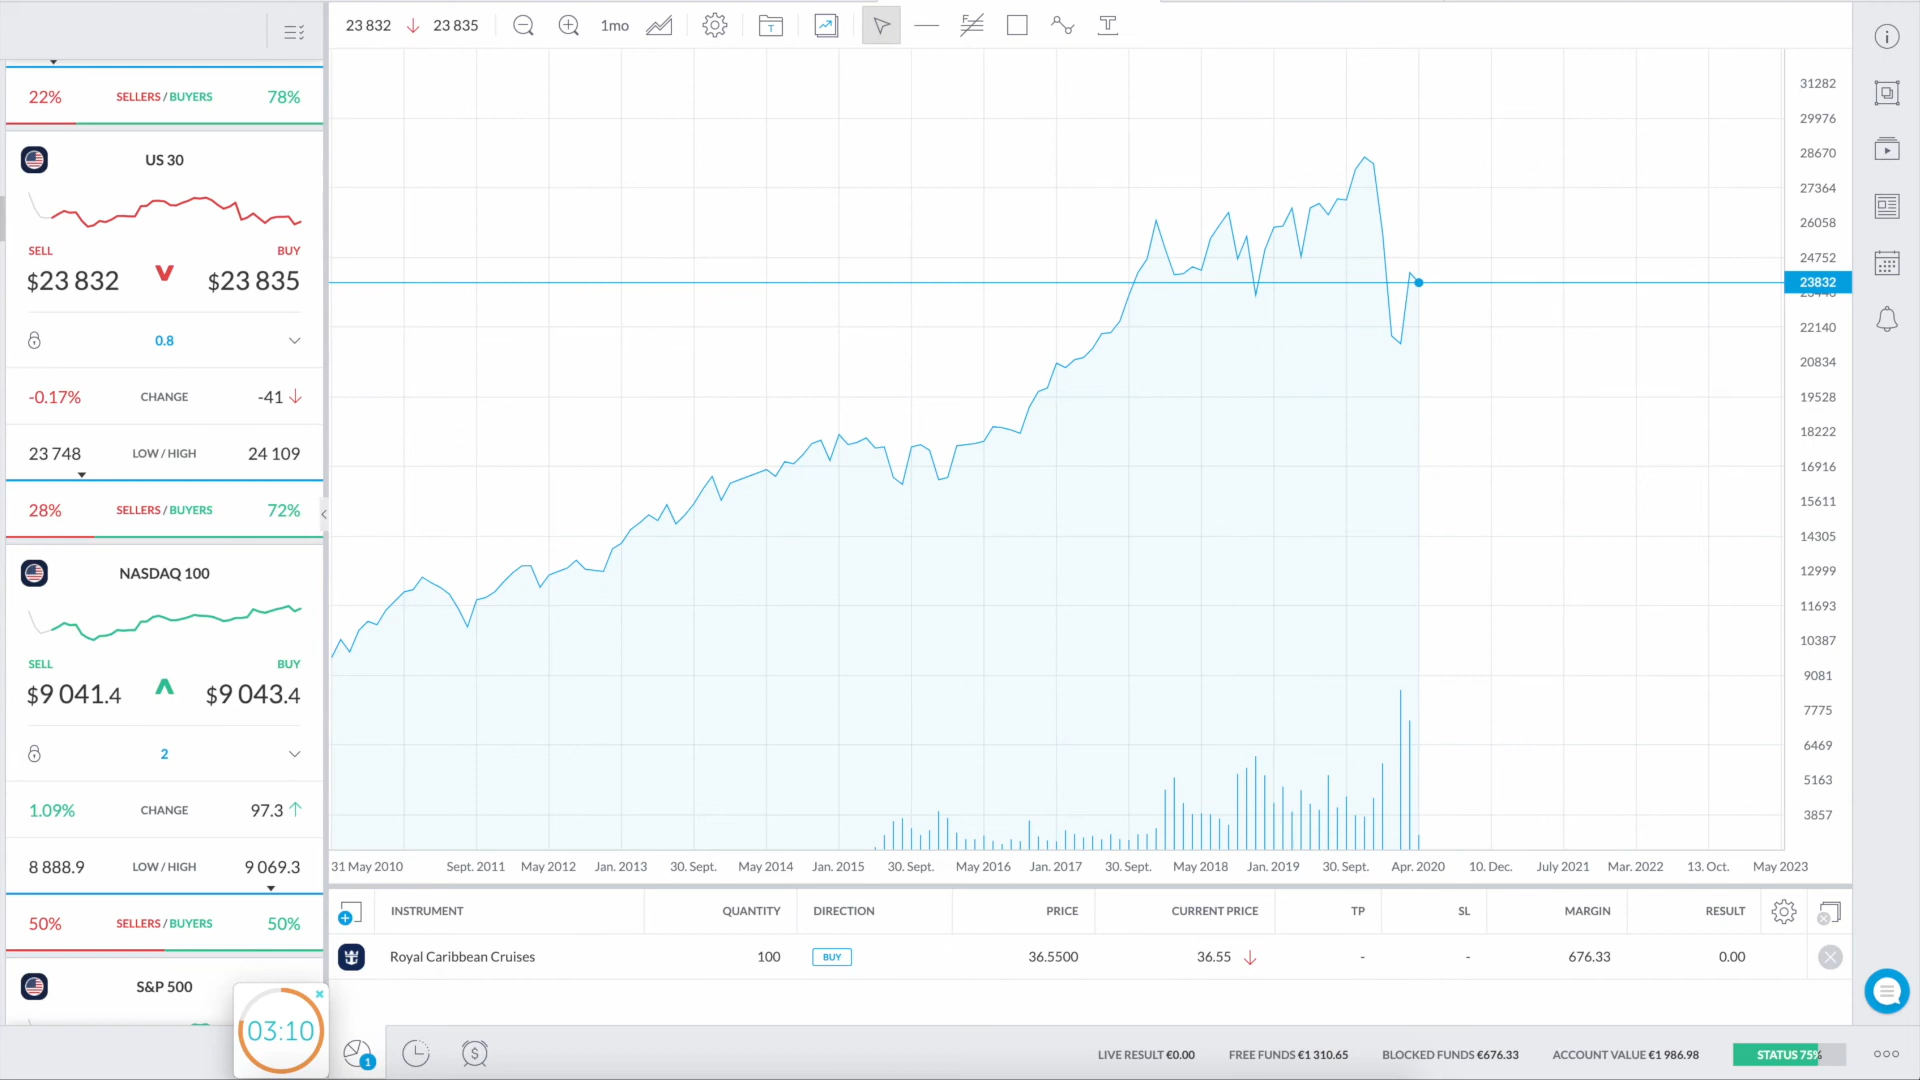 23 832 23 835 1mo T
22% SELLERS / BUYERS 78%
US 30
SELL BUY
$23 832 $23 835
0.8
-0.17% CHANGE -41
23 748 LOW / HIGH 24 109
28% SELLERS / BUYERS 72%
NASDAQ 100
SELL BUY
$9 041.4 $9 043.4
2
1.09% CHANGE 97.3
8 888.9 LOW / HIGH 9 069.3
50% SELLERS / BUYERS 50%
S&P 500
03:10
31282
29976
28670
27364
26058
24752
23832
22140
20834
19528
18222
16916
15611
14305
12999
11693
10387
9081
7775
6469
5163
3857
31 May 2010 Sept. 2011 May 2012 Jan. 2013 30. Sept. May 2014 Jan. 2015 30. Sept. May 2016 Jan. 2017 30. Sept. May 2018 Jan. 2019 30. Sept. Apr. 2020 10. Dec. July 2021 Mar. 2022 13. Oct. May 2023
INSTRUMENT QUANTITY DIRECTION PRICE CURRENT PRICE TP SL MARGIN RESULT
Royal Caribbean Cruises 100 BUY 36.5500 36.55 - - 676.33 0.00
1 LIVE RESULT €0.00 FREE FUNDS €1 310.65 BLOCKED FUNDS €676.33 ACCOUNT VALUE €1 986.98 STATUS 75%